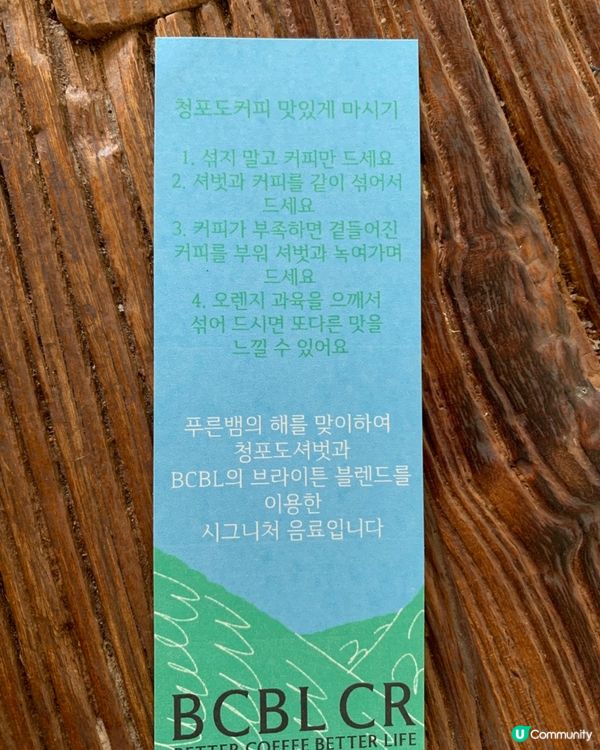 청포도커피 맛있게 마시기
1. 섞지 말고 커피만 드세요
2. 셔벗과 커피를 같이 섞어서
드세요
3. 커피가 부족하면 곁들어진
커피를 부워 셔벗과 녹여가며
드세요
4. 오렌지 과육을 으깨서
섞어 드시면 또다른 맛을
느낄 수 있어요
푸른뱀의 해를 맞이하여
청포도셔벗과
BCBL의 브라이튼 블렌드를
이용한
시그니처 음료입니다
BCBL CR
BETTER COFFEE BETTER LIFE
U Community